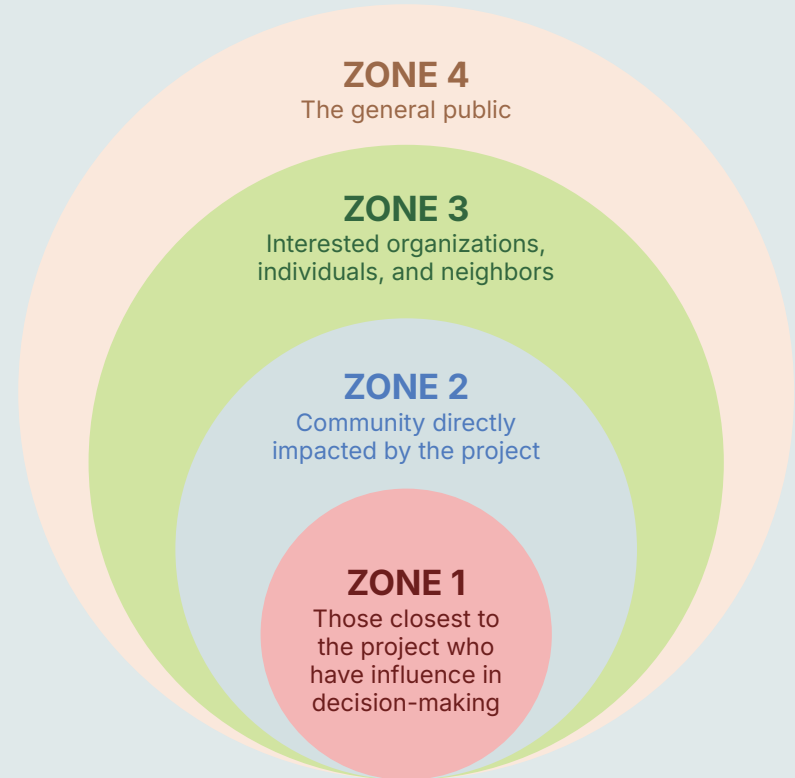 ZONE 4
The general public
ZONE 3
Interested organizations,
individuals, and neighbors
ZONE 2
Community directly
impacted by the project
ZONE 1
Those closest to
the project who
have influence in
decision-making